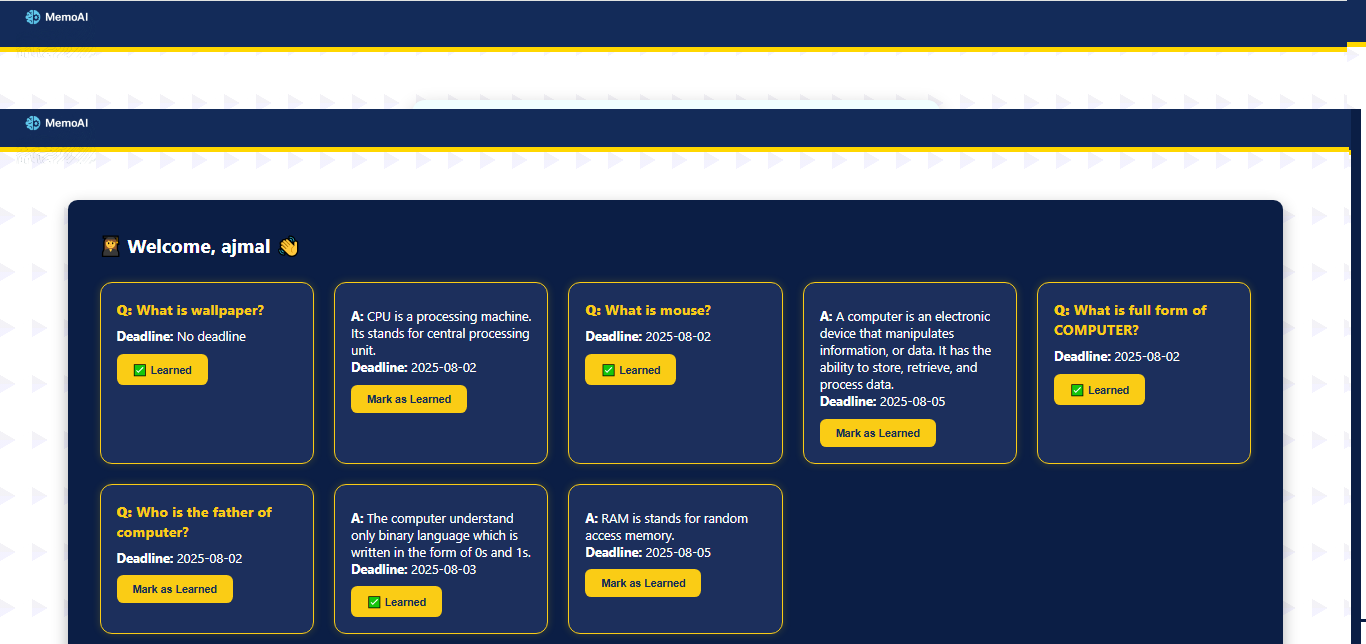 MemoAI
MemoAI
Welcome, ajmal
Q: What is wallpaper?
Deadline: No deadline
Learned
A: CPU is a processing machine.
Its stands for central processing
unit.
Deadline: 2025-08-02
Mark as Learned
Q: What is mouse?
Deadline: 2025-08-02
Learned
A: A computer is an electronic
device that manipulates
information, or data. It has the
ability to store, retrieve, and
process data.
Deadline: 2025-08-05
Mark as Learned
Q: What is full form of
COMPUTER?
Deadline: 2025-08-02
Learned
Q: Who is the father of
computer?
Deadline: 2025-08-02
Mark as Learned
A: The computer understand
only binary language which is
written in the form of 0s and 1s.
Deadline: 2025-08-03
Learned
A: RAM is stands for random
access memory.
Deadline: 2025-08-05
Mark as Learned